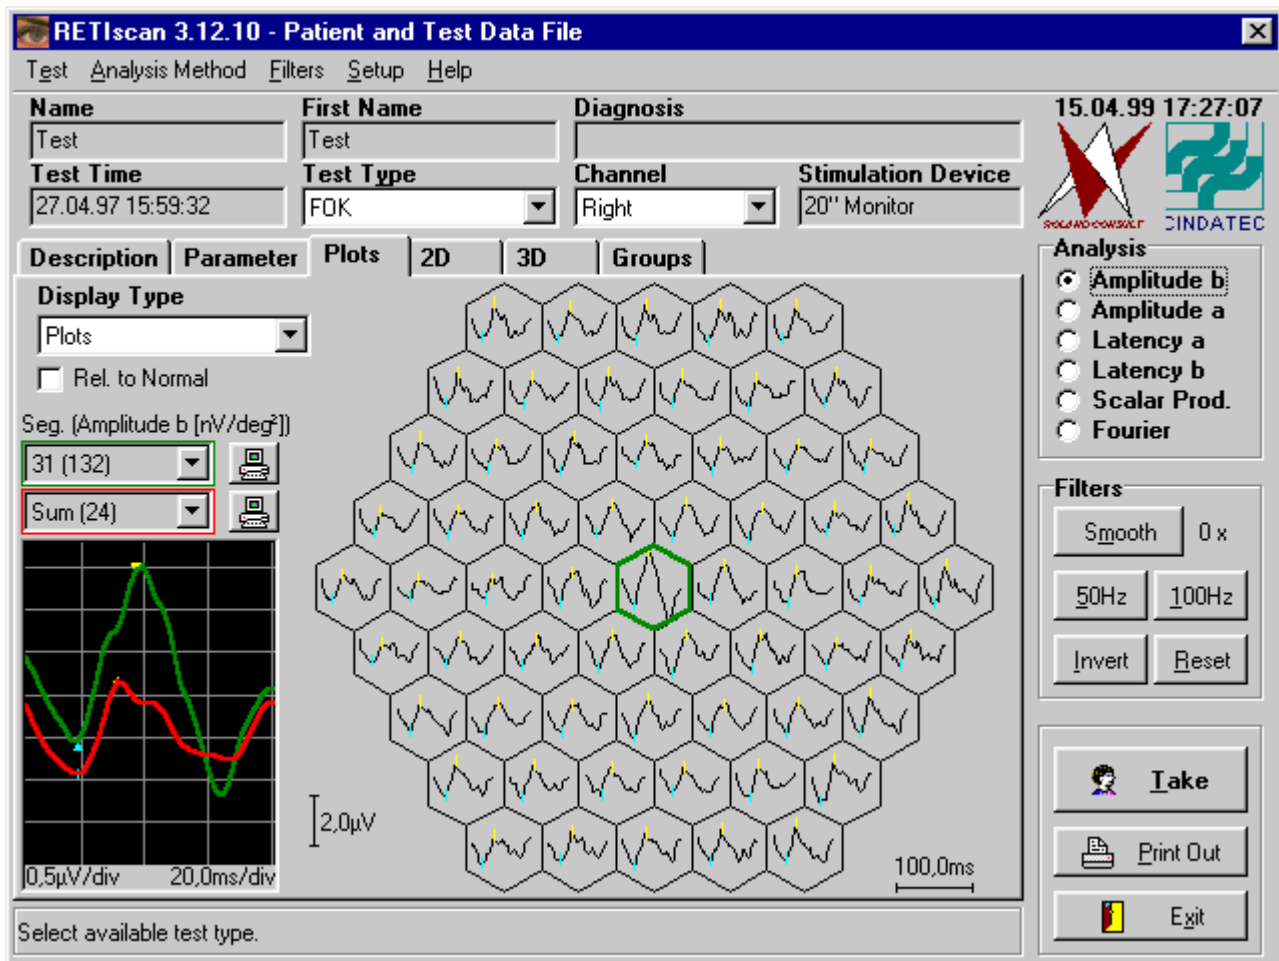 RETIscan 3.12.10 - Patient and Test Data File
Test Analysis Method Filters Setup Help
Name First Name Diagnosis 15.04.99 17:27:07
Test Test
Test Time Test Type Channel Stimulation Device
27.04.97 15:59:32 FOK Right 20'' Monitor
ROLAND CONSULT CINDATEC
Description Parameter Plots 2D 3D Groups
Display Type
Plots
Rel. to Normal
Seg. (Amplitude b [nV/deg²])
31 (132)
Sum (24)
0,5µV/div 20,0ms/div
2,0µV
100,0ms
Analysis
Amplitude b
Amplitude a
Latency a
Latency b
Scalar Prod.
Fourier
Filters
Smooth 0 x
50Hz 100Hz
Invert Reset
Take
Print Out
Exit
Select available test type.